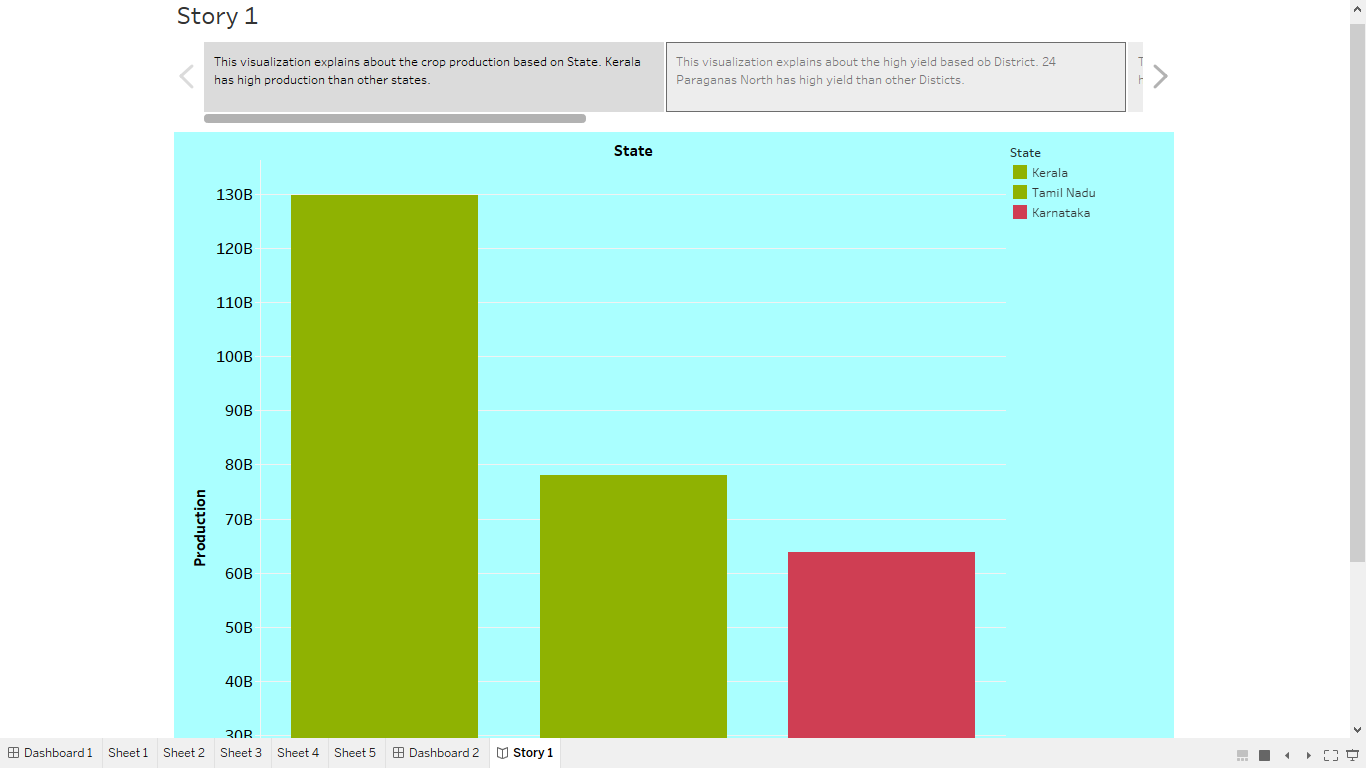 Story 1
This visualization explains about the crop production based on State. Kerala
has high production than other states.
This visualization explains about the high yield based ob District. 24
Paraganas North has high yield than other Disticts.
State
State
Kerala
Tamil Nadu
Karnataka
130B
120B
110B
100B
90B
80B
70B
60B
50B
40B
30B
Production
Dashboard 1
Sheet 1
Sheet 2
Sheet 3
Sheet 4
Sheet 5
Dashboard 2
Story 1